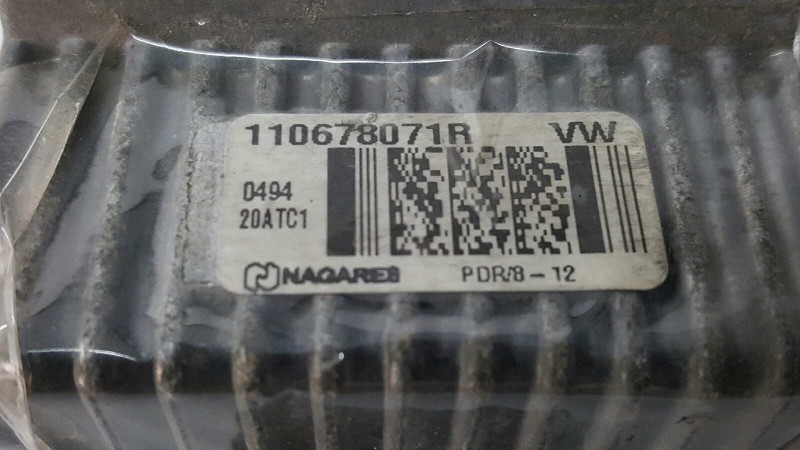 110678071R VW
0494
20ATC1
NAGARES PDR/8-12